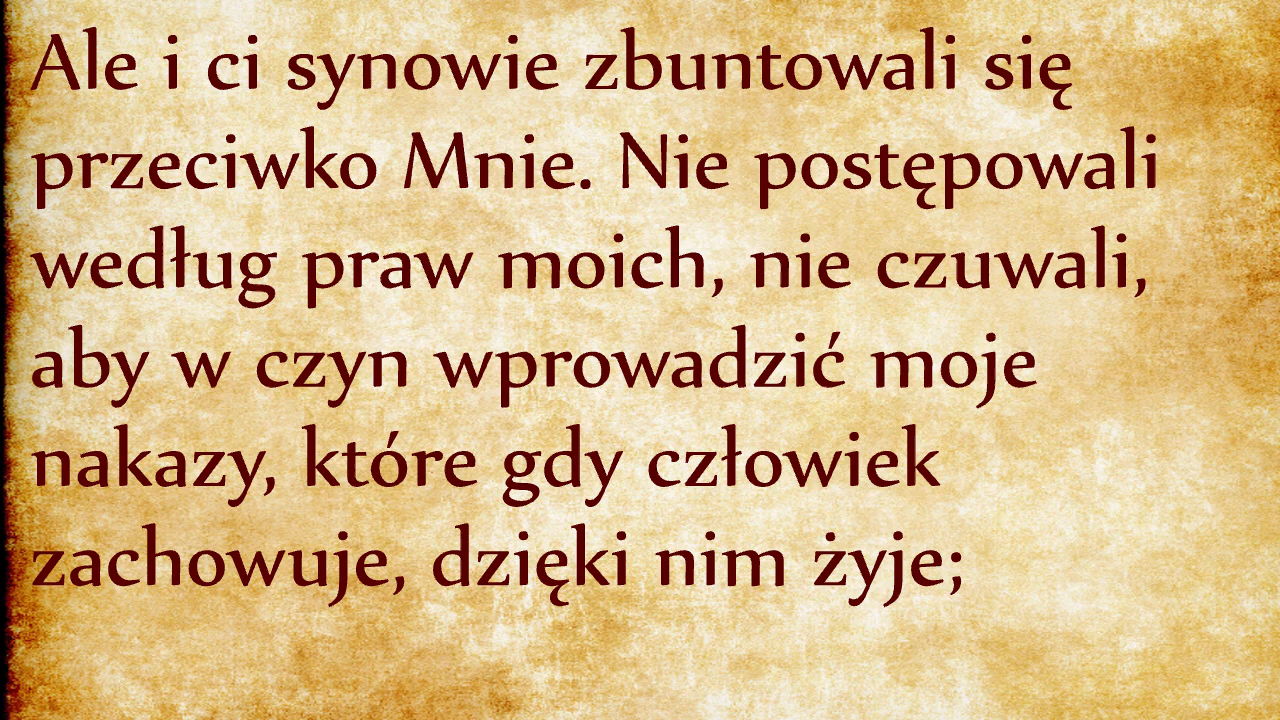 Ale i ci synowie zbuntowali się
przeciwko Mnie. Nie postępowali
według praw moich, nie czuwali,
aby w czyn wprowadzić moje
nakazy, które gdy człowiek
zachowuje, dzięki nim żyje;